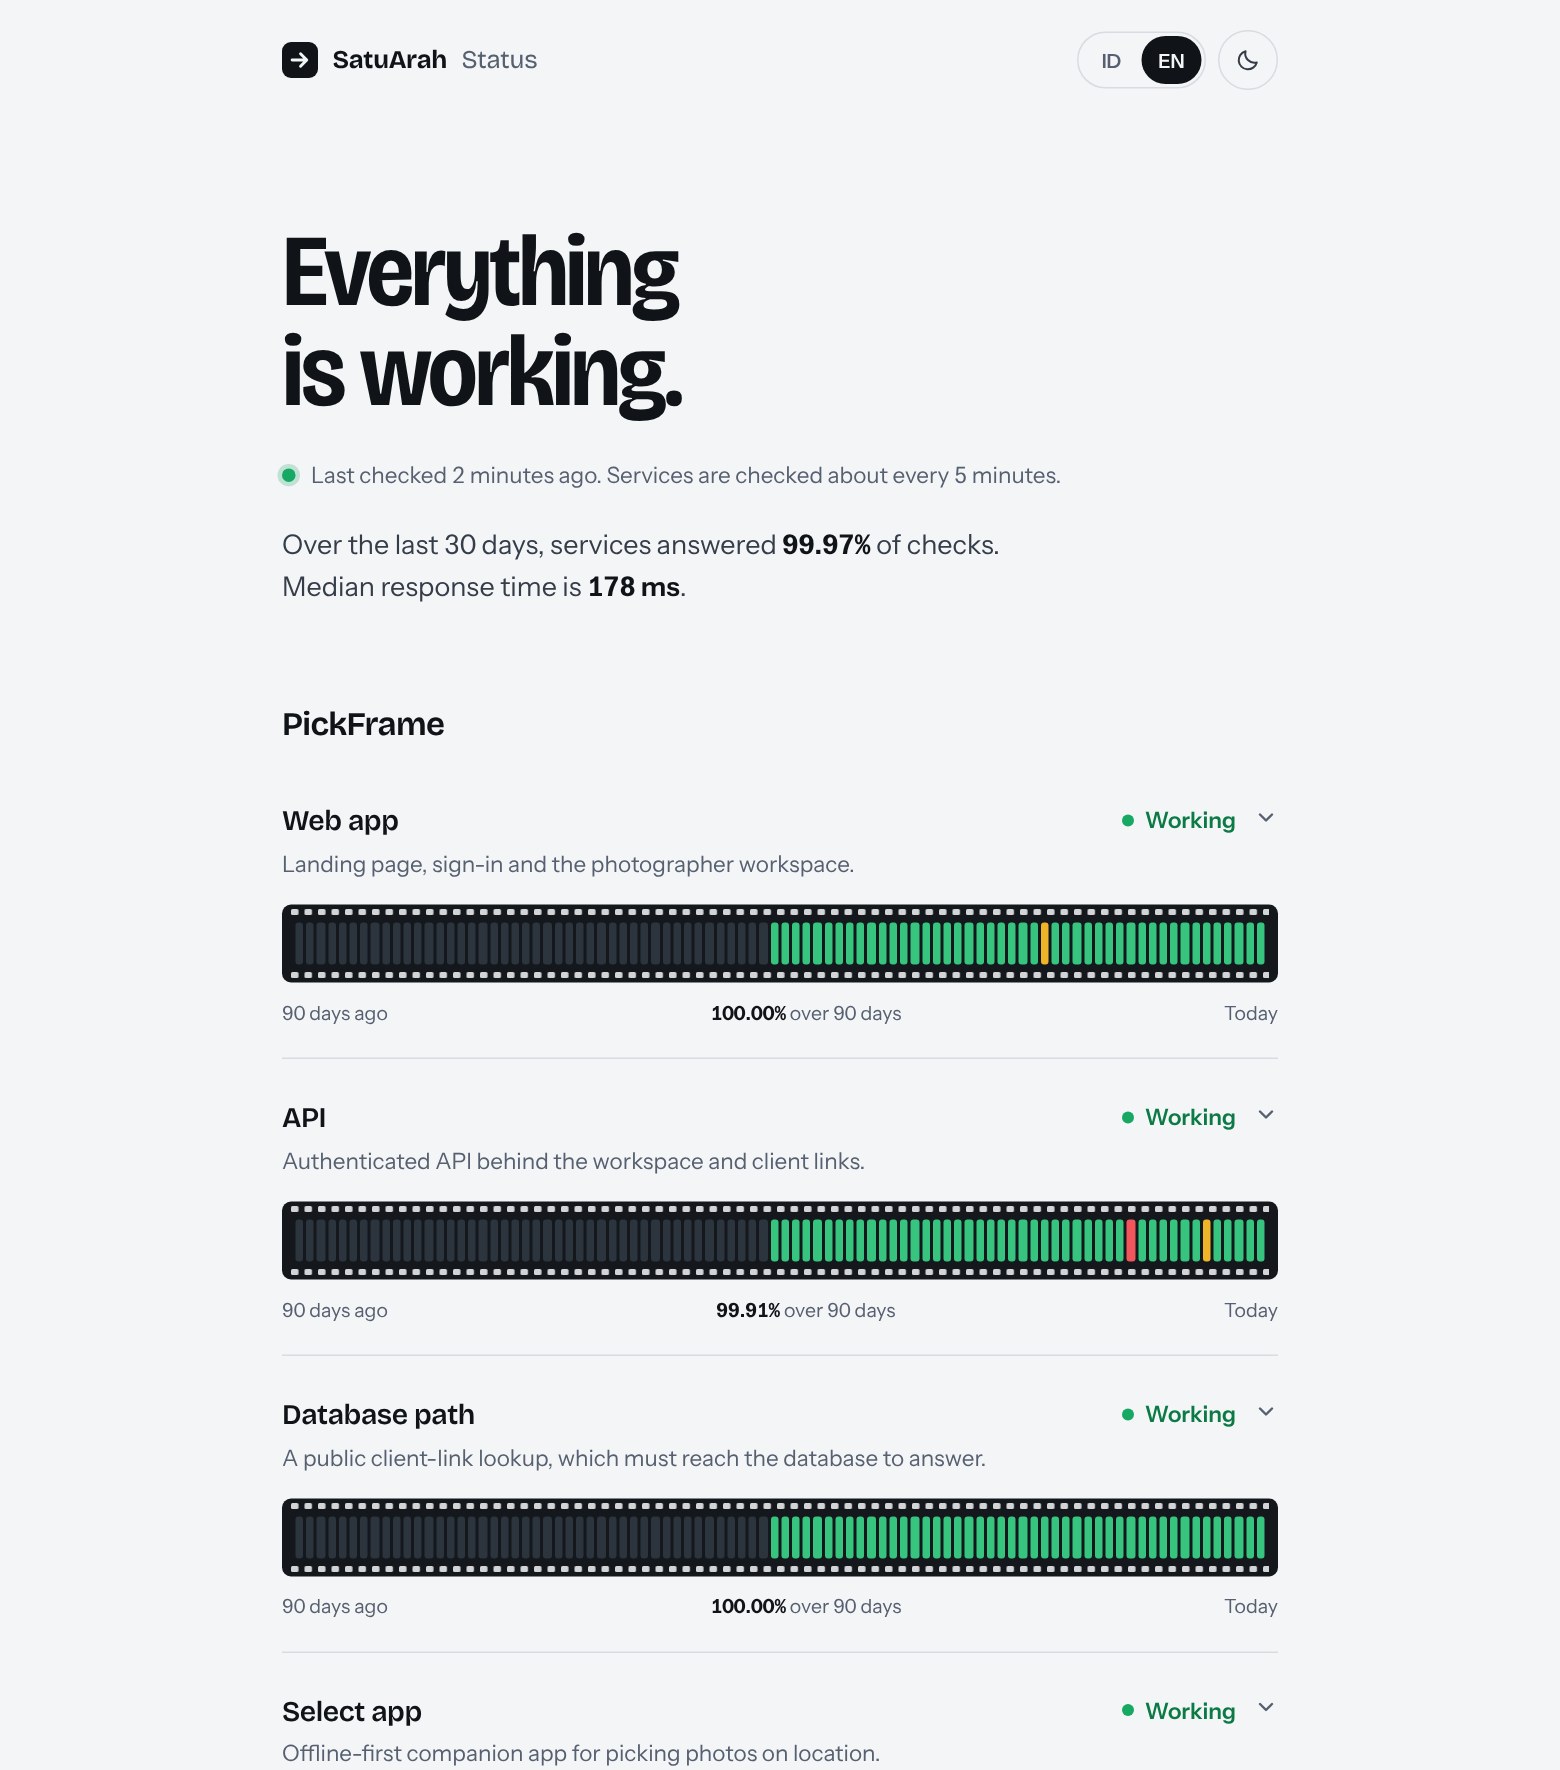 SatuArah Status
ID EN
Everything
is working.
Last checked 2 minutes ago. Services are checked about every 5 minutes.
Over the last 30 days, services answered 99.97% of checks.
Median response time is 178 ms.
PickFrame
Web app Working
Landing page, sign-in and the photographer workspace.
90 days ago 100.00% over 90 days Today
API Working
Authenticated API behind the workspace and client links.
90 days ago 99.91% over 90 days Today
Database path Working
A public client-link lookup, which must reach the database to answer.
90 days ago 100.00% over 90 days Today
Select app Working
Offline-first companion app for picking photos on location.